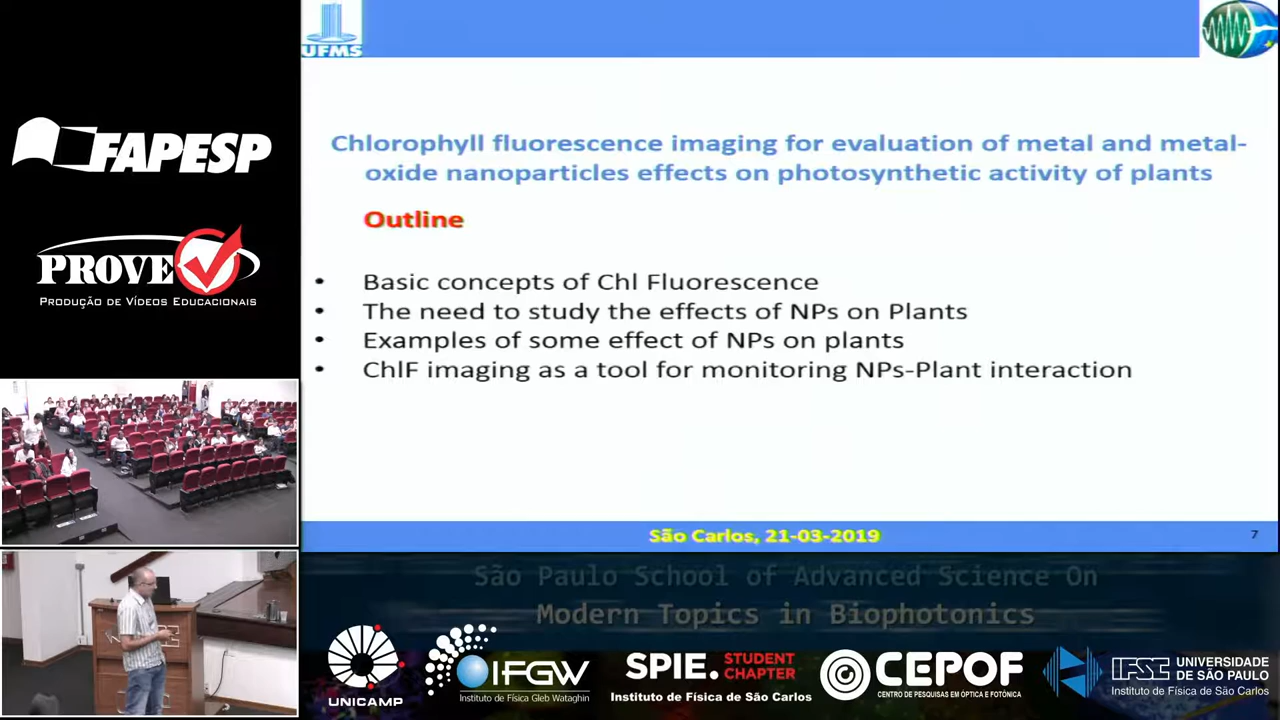 UFMS
FAPESP
PROVE
PRODUÇÃO DE VÍDEOS EDUCACIONAIS
Chlorophyll fluorescence imaging for evaluation of metal and metal-
oxide nanoparticles effects on photosynthetic activity of plants
Outline
• Basic concepts of Chl Fluorescence
• The need to study the effects of NPs on Plants
• Examples of some effect of NPs on plants
• ChlF imaging as a tool for monitoring NPs-Plant interaction
São Carlos, 21-03-2019
7
São Paulo School of Advanced Science On
Modern Topics in Biophotonics
UNICAMP
IFGW
Instituto de Física Gleb Wataghin
SPIE. STUDENT
CHAPTER
Instituto de Física de São Carlos
CEPOF
CENTRO DE PESQUISAS EM ÓPTICA E FOTÔNICA
IFSC UNIVERSIDADE
DE SÃO PAULO
Instituto de Física de São Carlos